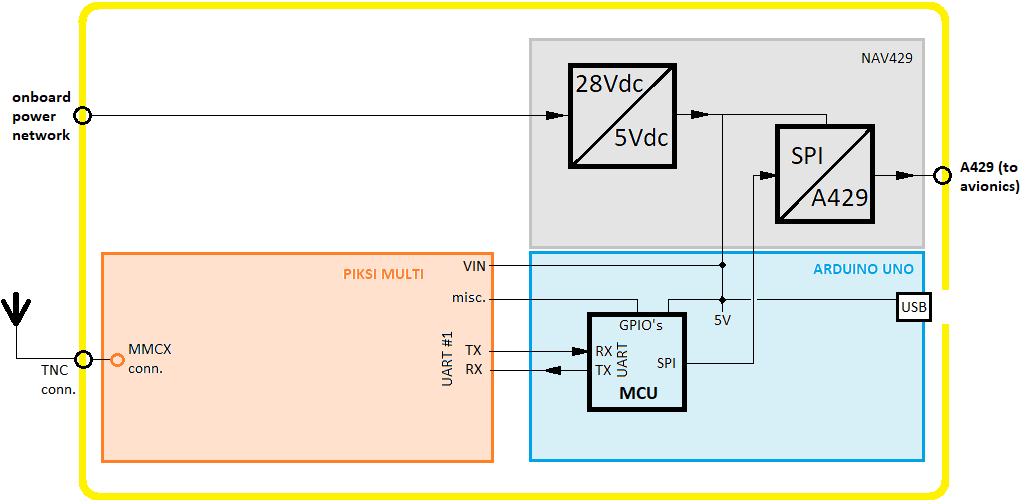 NAV429
onboard
power
network
28Vdc
5Vdc
SPI
A429
A429 (to
avionics)
PIKSI MULTI
VIN
misc.
ARDUINO UNO
USB
5V
GPIO's
UART #1
TX
RX
RX
TX
UART
SPI
MCU
MMCX
conn.
TNC
conn.